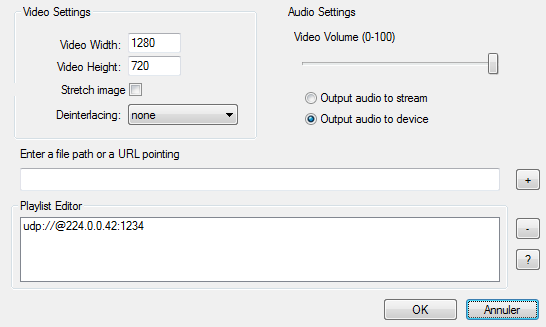 Video Settings
Audio Settings
Video Width: 1280
Video Volume (0-100)
Video Height: 720
Stretch image
Output audio to stream
Deinterlacing: none
Output audio to device
Enter a file path or a URL pointing
+
Playlist Editor
udp://@224.0.0.42:1234
-
?
OK
Annuler